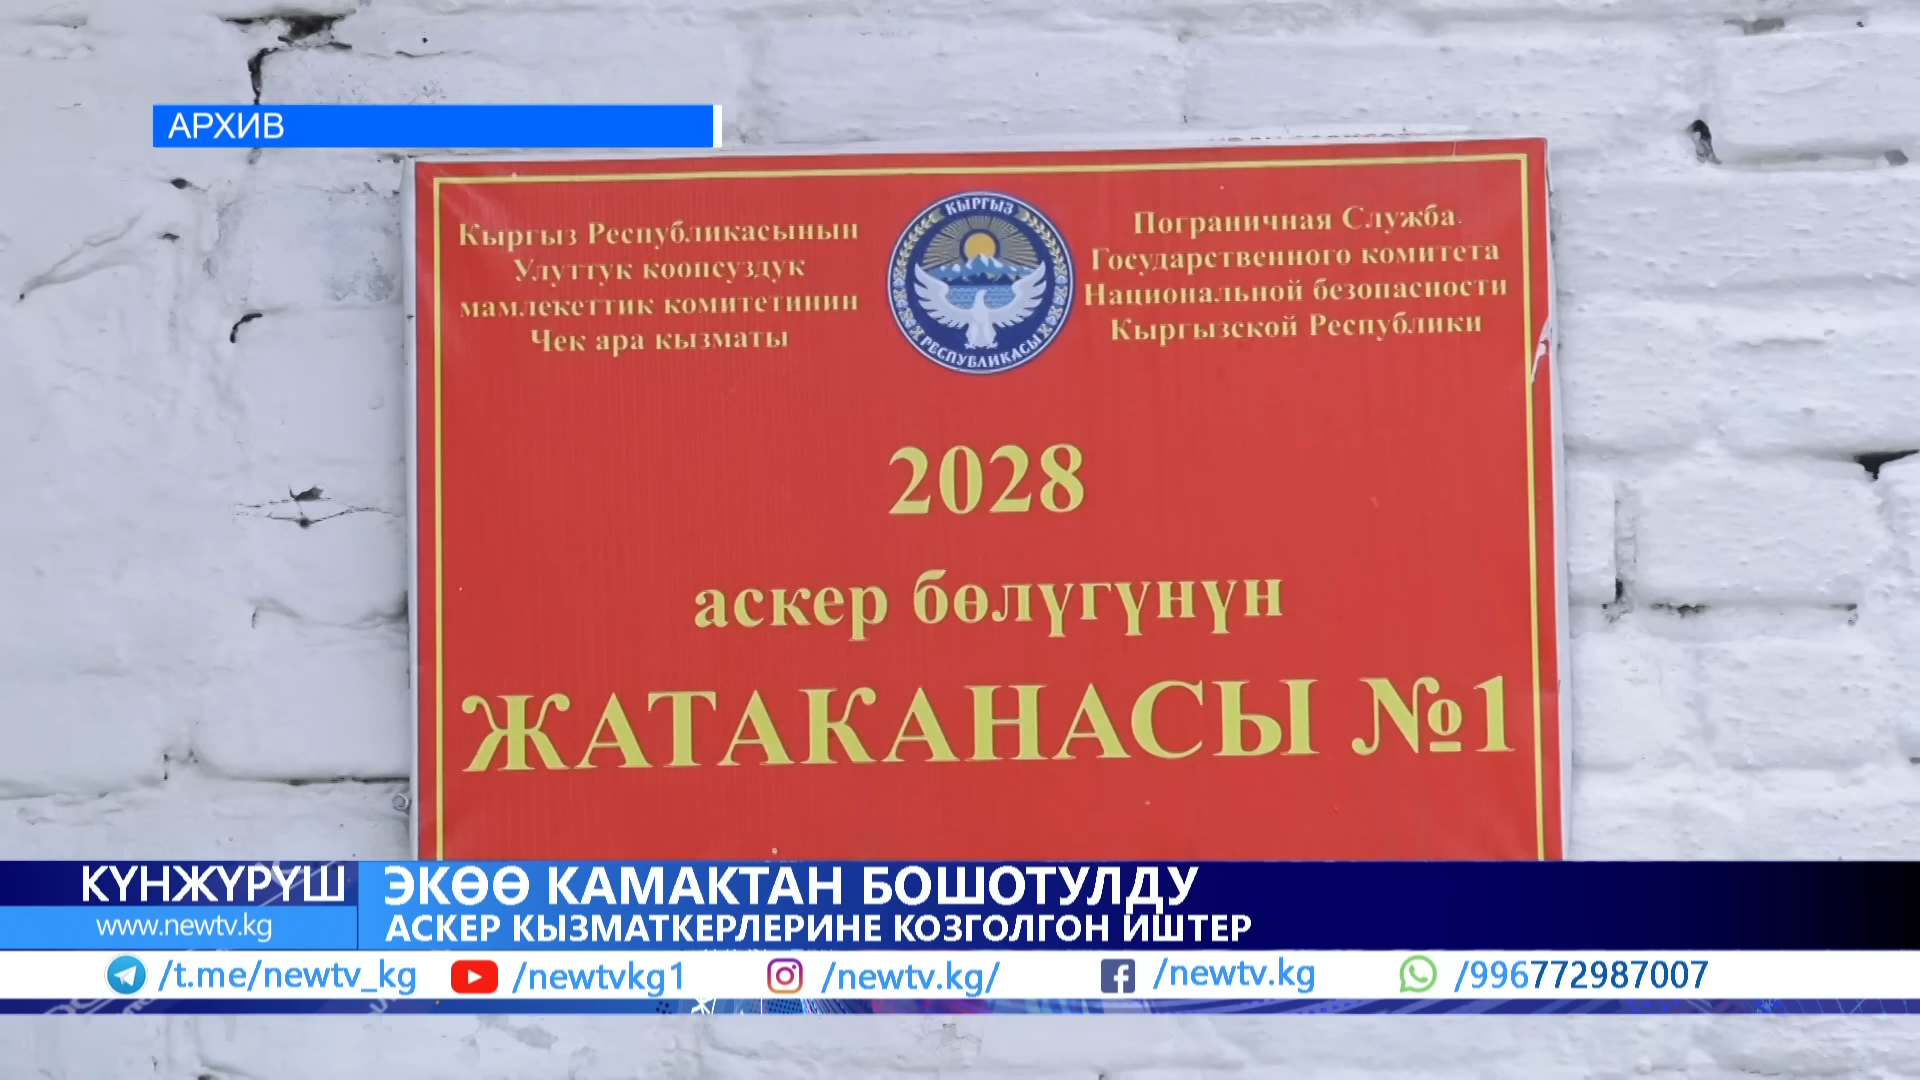 АРХИВ
Кыргыз Республикасынын
Улуттук коопсуздук
мамлекеттик комитетинин
Чек ара кызматы
КЫРГЫЗ
РЕСПУБЛИКАСЫ
Пограничная Служба
Государственного комитета
Национальной безопасности
Кыргызской Республики
2028
аскер бөлүгүнүн
ЖАТАКАНАСЫ №1
КҮНЖҮРҮШ
www.newtv.kg
ЭКӨӨ КАМАКТАН БОШОТУЛДУ
АСКЕР КЫЗМАТКЕРЛЕРИНЕ КОЗГОЛГОН ИШТЕР
/t.me/newtv_kg
/newtvkg1
/newtv.kg/
/newtv.kg
/996772987007